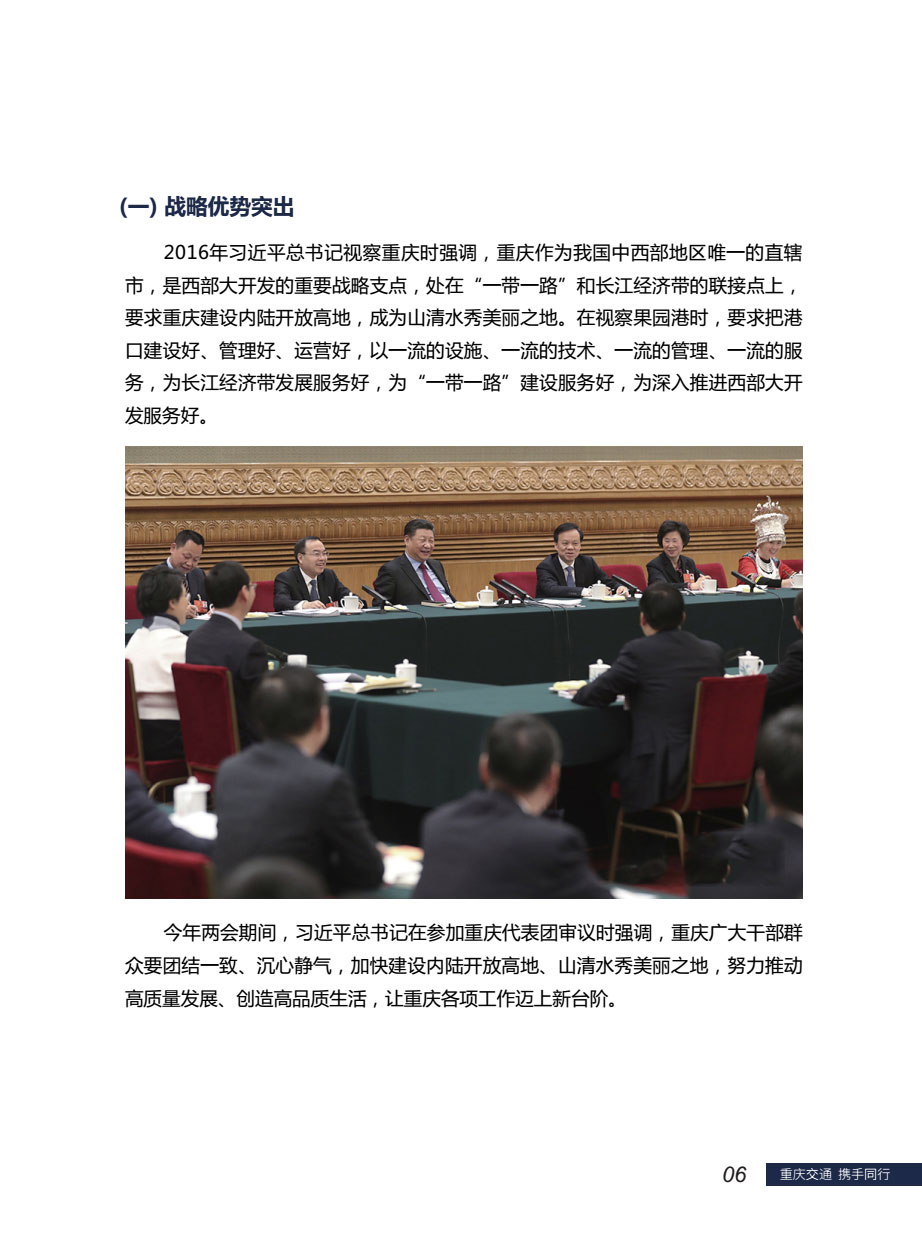 (一) 战略优势突出
2016年习近平总书记视察重庆时强调，重庆作为我国中西部地区唯一的直辖
市，是西部大开发的重要战略支点，处在“一带一路”和长江经济带的联接点上，
要求重庆建设内陆开放高地，成为山清水秀美丽之地。在视察果园港时，要求把港
口建设好、管理好、运营好，以一流的设施、一流的技术、一流的管理、一流的服
务，为长江经济带发展服务好，为“一带一路”建设服务好，为深入推进西部大开
发服务好。
今年两会期间，习近平总书记在参加重庆代表团审议时强调，重庆广大干部群
众要团结一致、沉心静气，加快建设内陆开放高地、山清水秀美丽之地，努力推动
高质量发展、创造高品质生活，让重庆各项工作迈上新台阶。
06 重庆交通 携手同行